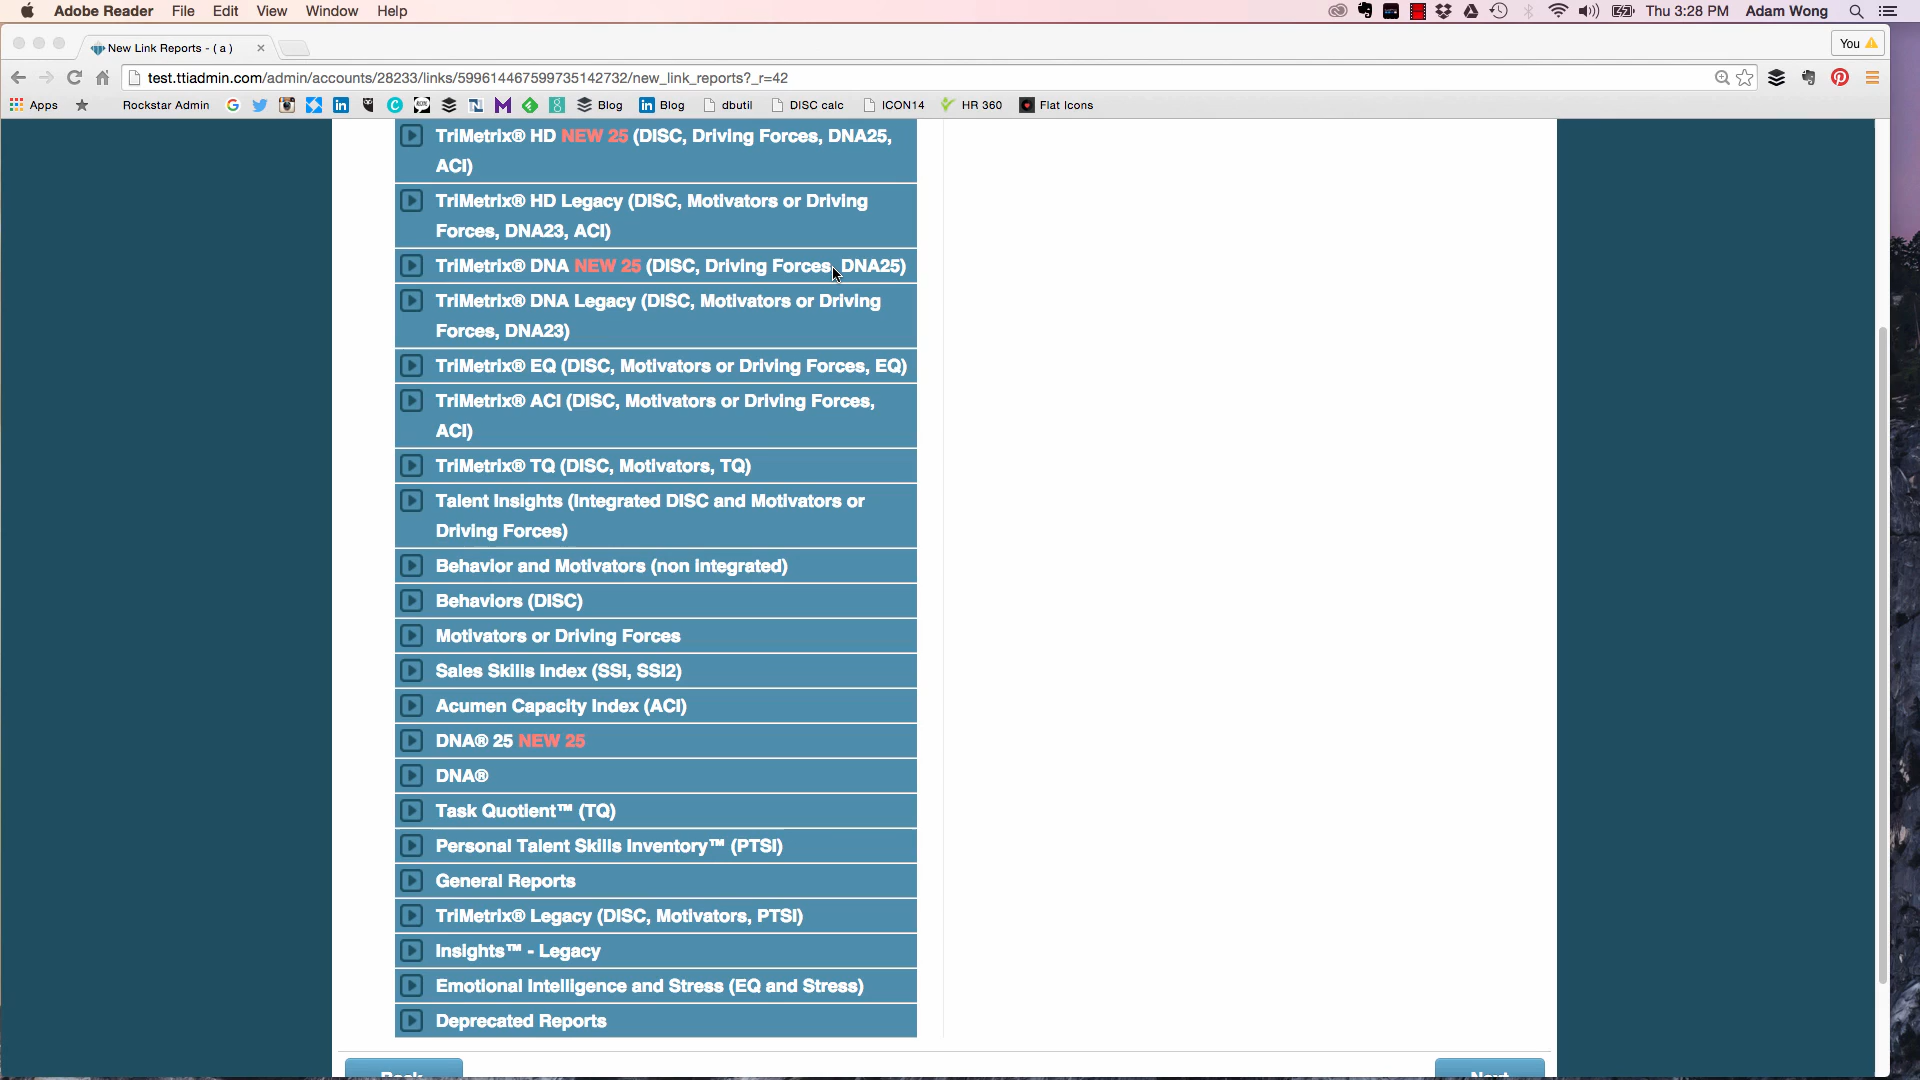 Adobe Reader File Edit View Window Help Thu 3:28 PM Adam Wong
New Link Reports - ( a )
You
test.ttiadmin.com/admin/accounts/28233/links/599614467599735142732/new_link_reports?_r=42
Apps Rockstar Admin Blog Blog dbutil DISC calc ICON14 HR 360 Flat Icons
TriMetrix® HD NEW 25 (DISC, Driving Forces, DNA25,
ACI)
TriMetrix® HD Legacy (DISC, Motivators or Driving
Forces, DNA23, ACI)
TriMetrix® DNA NEW 25 (DISC, Driving Forces, DNA25)
TriMetrix® DNA Legacy (DISC, Motivators or Driving
Forces, DNA23)
TriMetrix® EQ (DISC, Motivators or Driving Forces, EQ)
TriMetrix® ACI (DISC, Motivators or Driving Forces,
ACI)
TriMetrix® TQ (DISC, Motivators, TQ)
Talent Insights (Integrated DISC and Motivators or
Driving Forces)
Behavior and Motivators (non integrated)
Behaviors (DISC)
Motivators or Driving Forces
Sales Skills Index (SSI, SSI2)
Acumen Capacity Index (ACI)
DNA® 25 NEW 25
DNA®
Task Quotient™ (TQ)
Personal Talent Skills Inventory™ (PTSI)
General Reports
TriMetrix® Legacy (DISC, Motivators, PTSI)
Insights™ - Legacy
Emotional Intelligence and Stress (EQ and Stress)
Deprecated Reports
Back Next